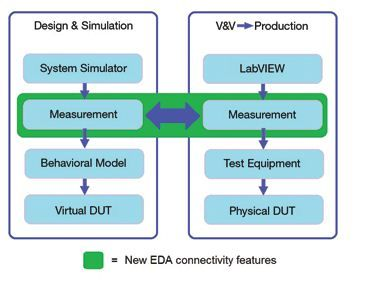 Design & Simulation
System Simulator
Measurement
Behavioral Model
Virtual DUT
V&V → Production
LabVIEW
Measurement
Test Equipment
Physical DUT
= New EDA connectivity features